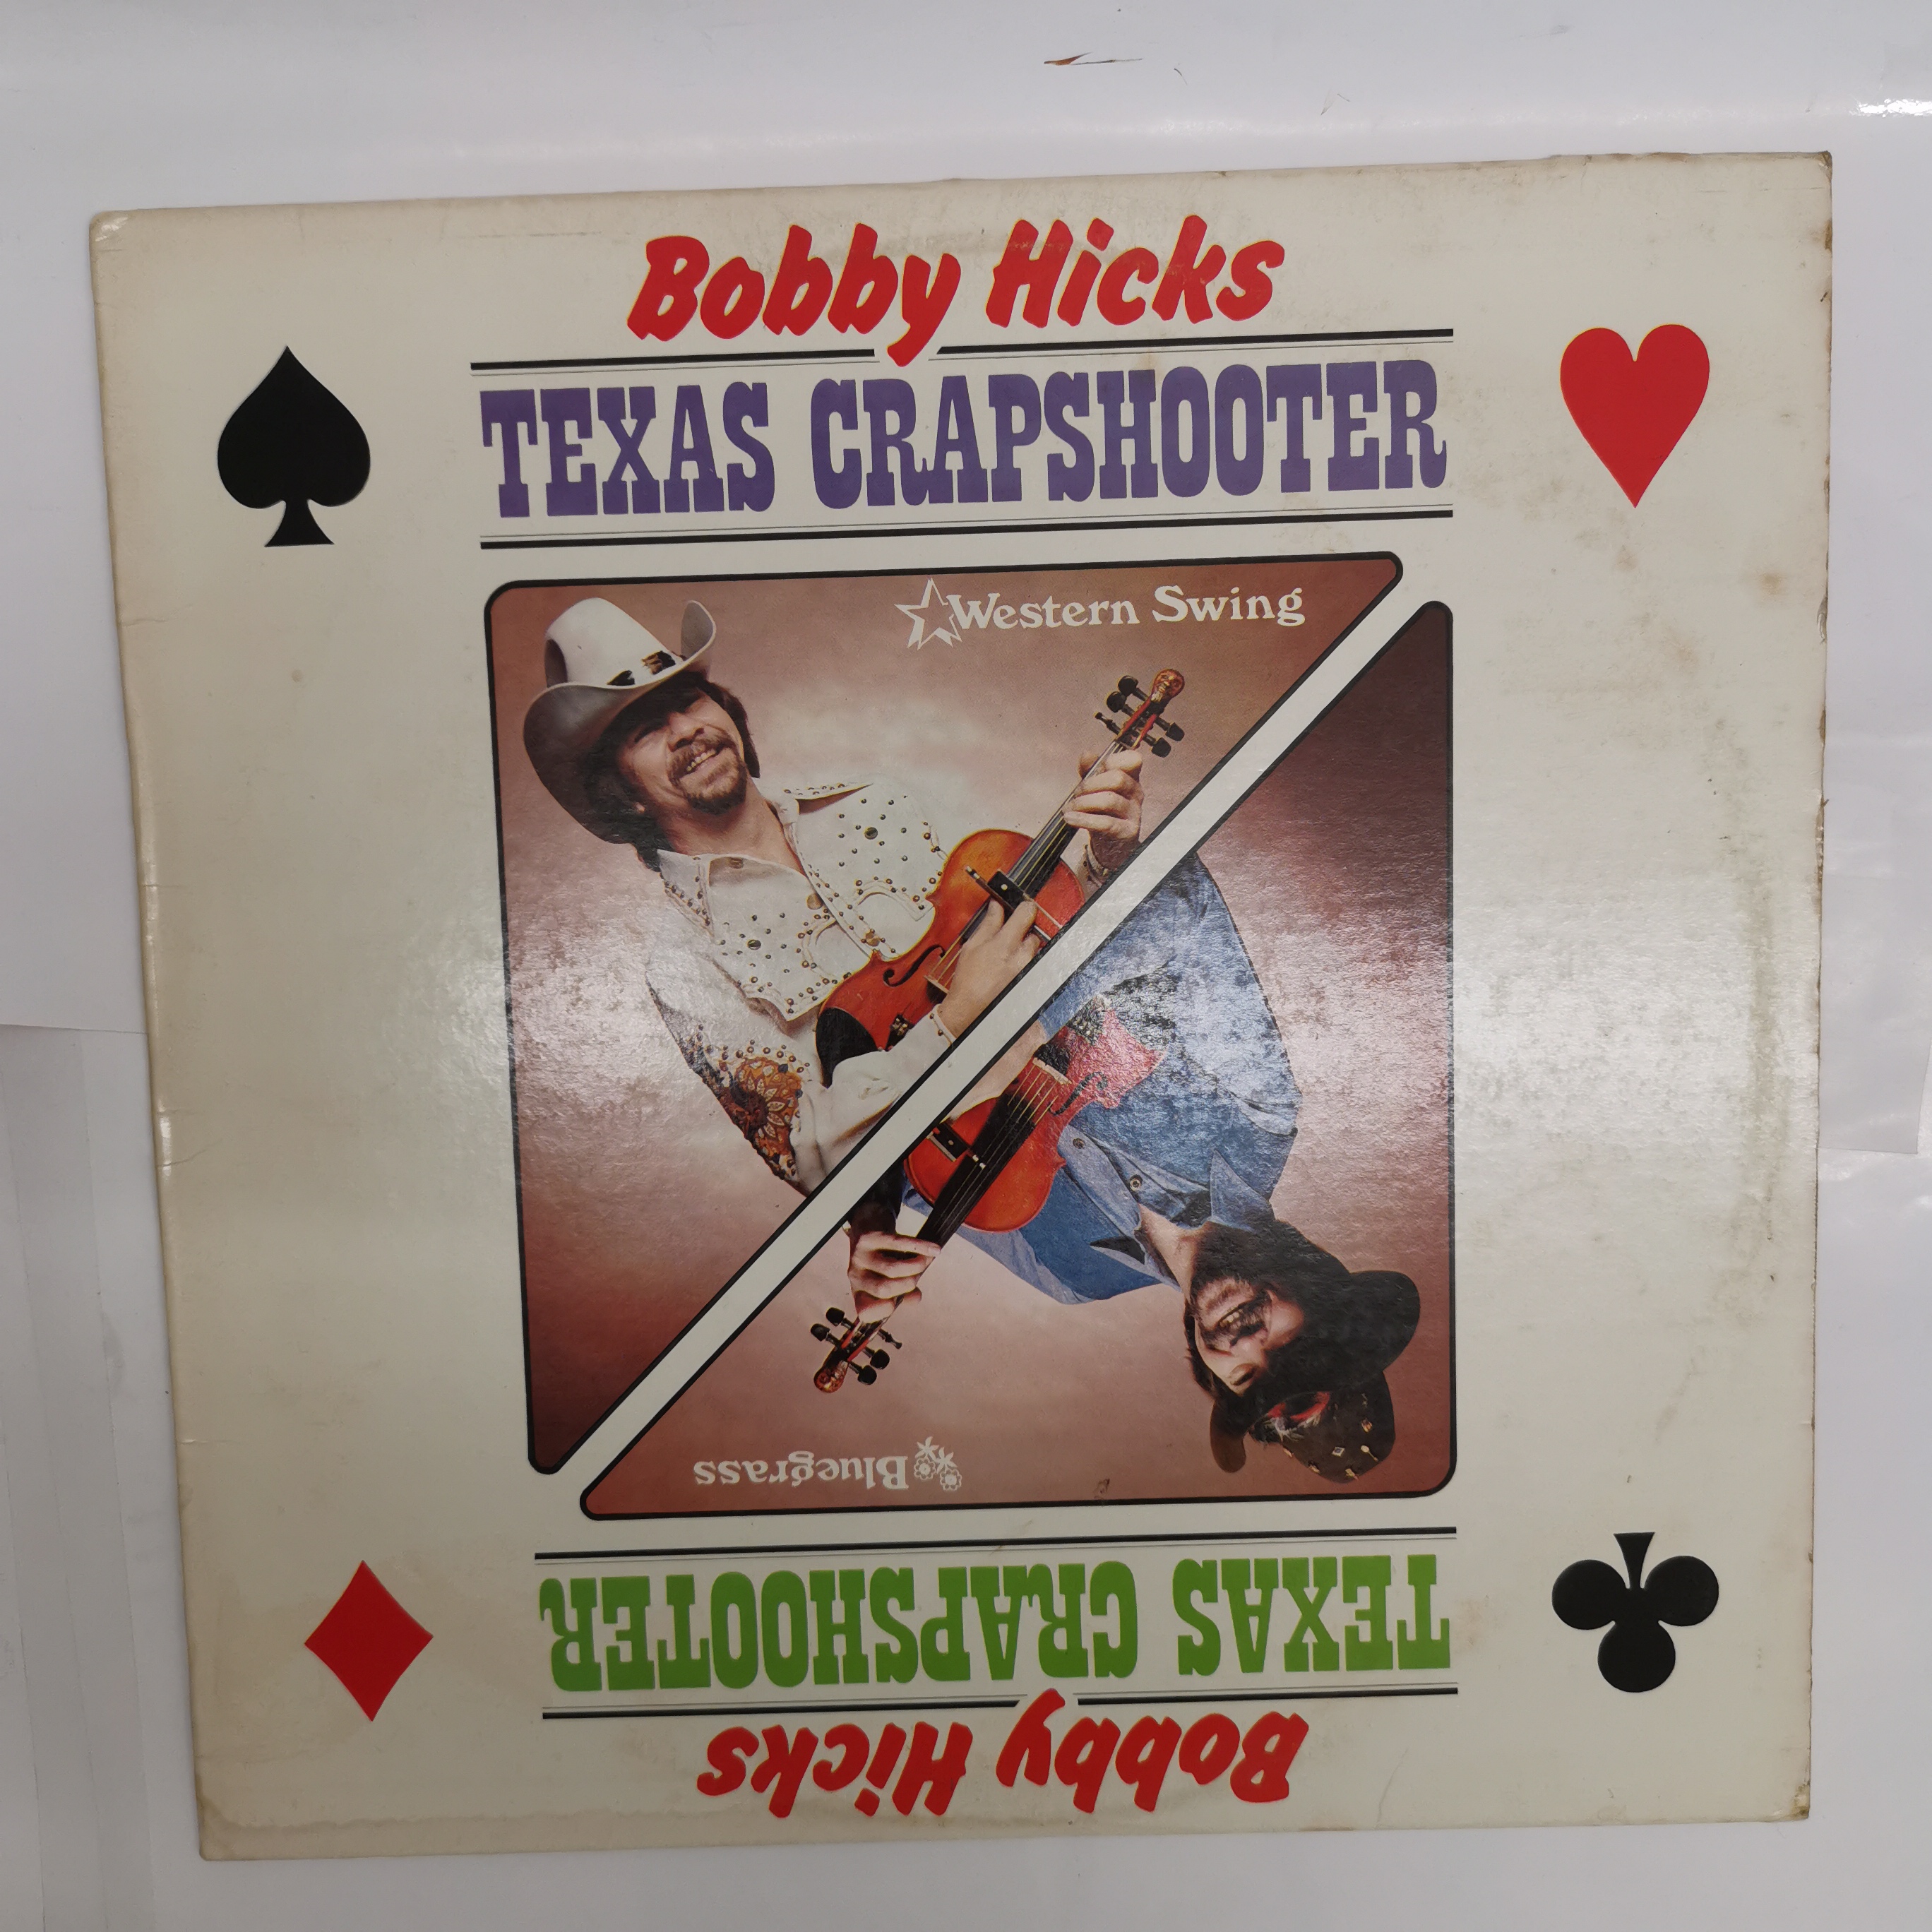 Bobby Hicks
TEXAS CRAPSHOOTER
Western Swing
Bluegrass
TEXAS CRAPSHOOTER
Bobby Hicks